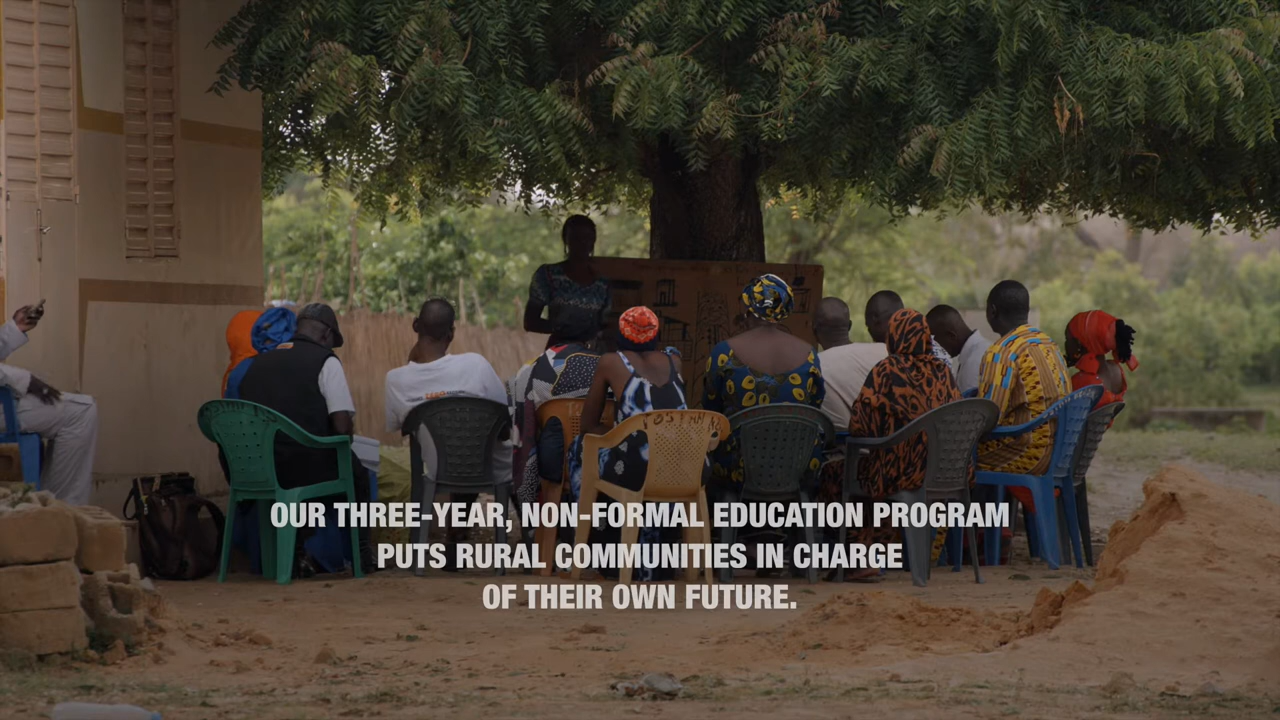 OUR THREE-YEAR, NON-FORMAL EDUCATION PROGRAM
PUTS RURAL COMMUNITIES IN CHARGE
OF THEIR OWN FUTURE.